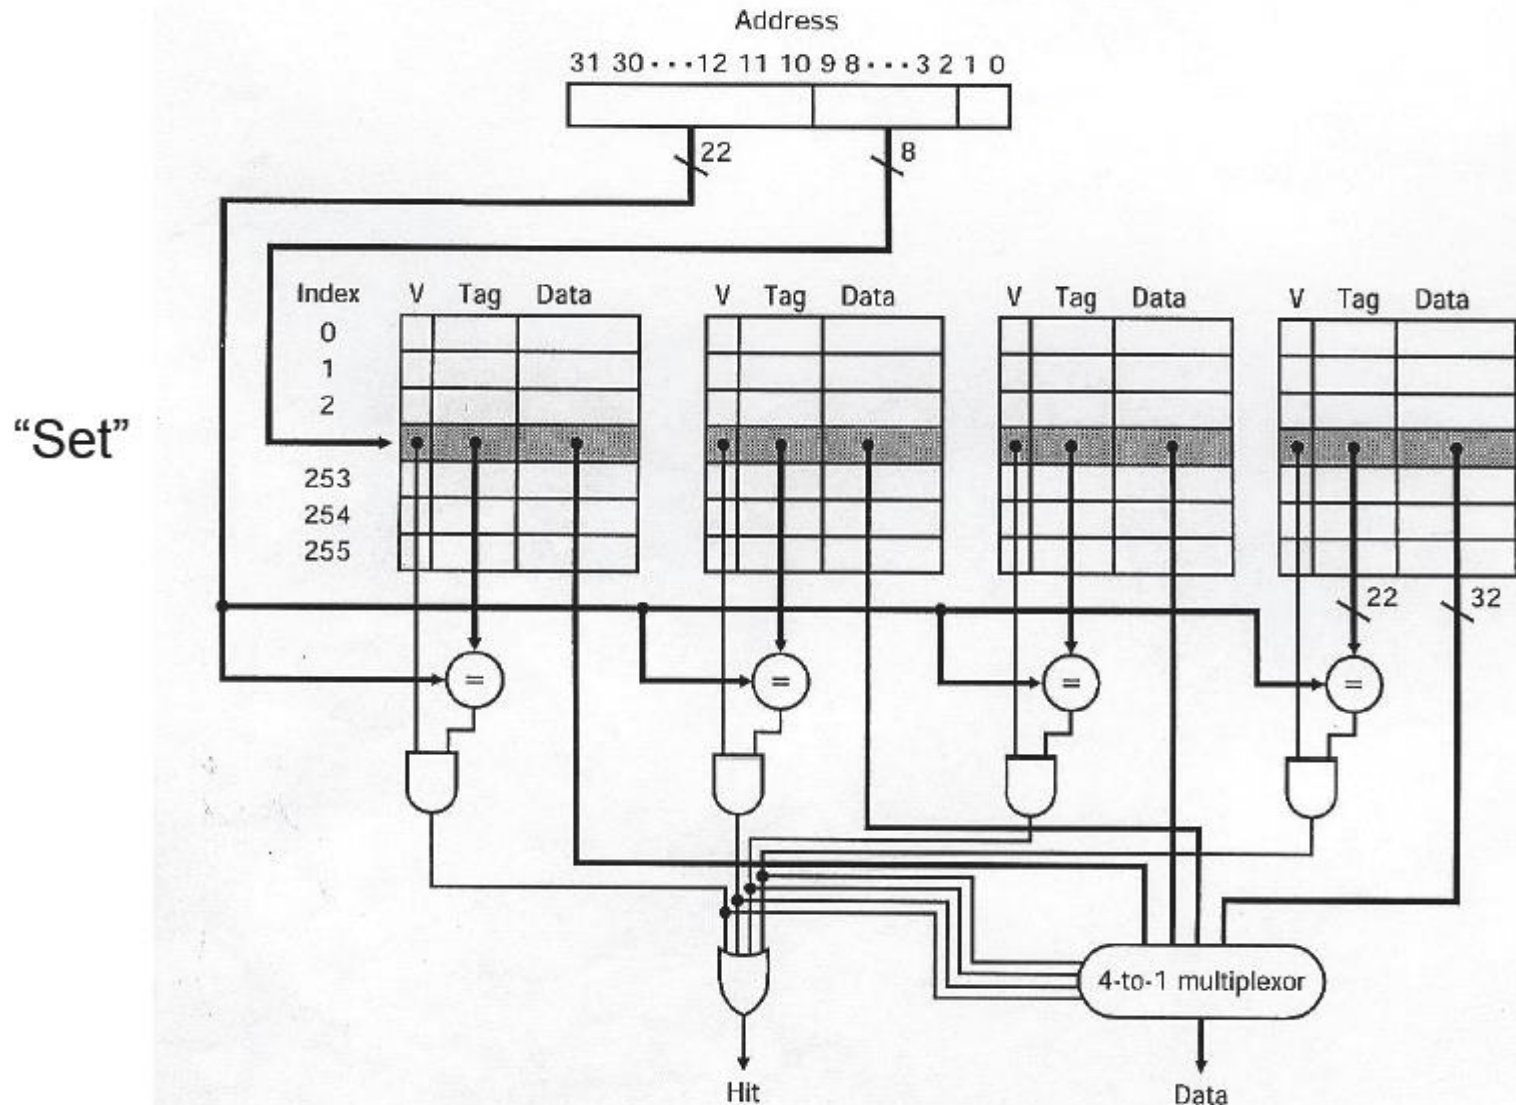 Address
31 30 · · · 12 11 10 9 8 · · · 3 2 1 0
22
8
Index V Tag Data V Tag Data V Tag Data V Tag Data
0
1
2
“Set”
253
254
255
22
32
= = = =
4-to-1 multiplexor
Hit
Data